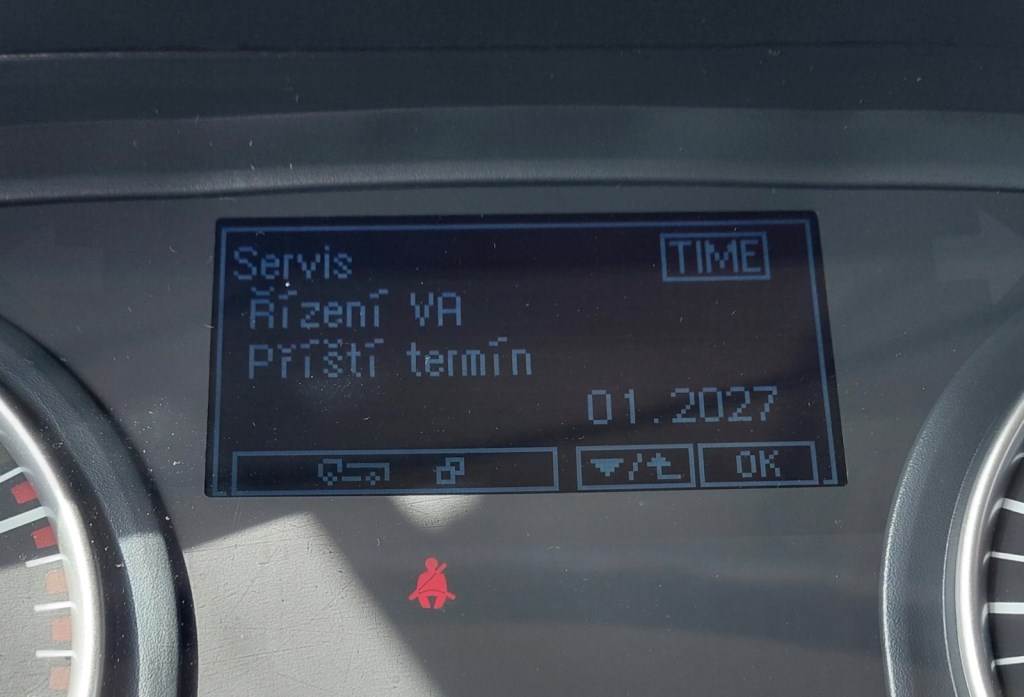 Servis
TIME
Řízení VA
Příští termín
01.2027
OK